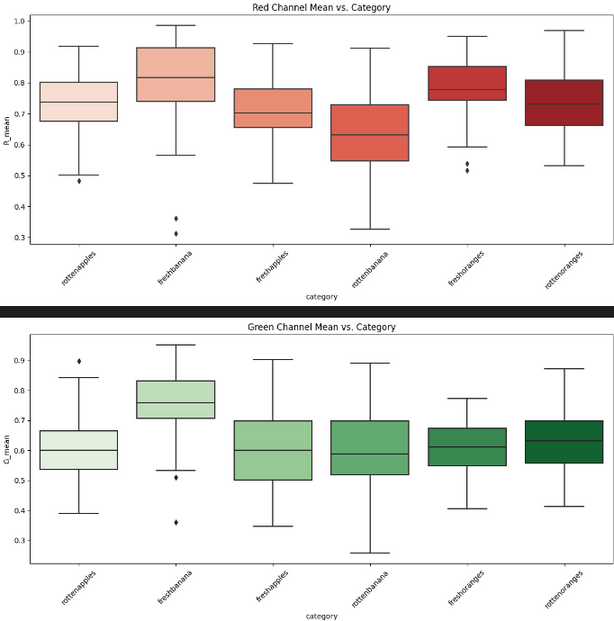 Red Channel Mean vs. Category
1.0
0.9
0.8
0.7
0.6
0.5
0.4
0.3
R_mean
rottenapples
freshbanana
freshapples
rottenbanana
freshoranges
rottenoranges
category
Green Channel Mean vs. Category
0.9
0.8
0.7
0.6
0.5
0.4
0.3
G_mean
rottenapples
freshbanana
freshapples
rottenbanana
freshoranges
rottenoranges
category